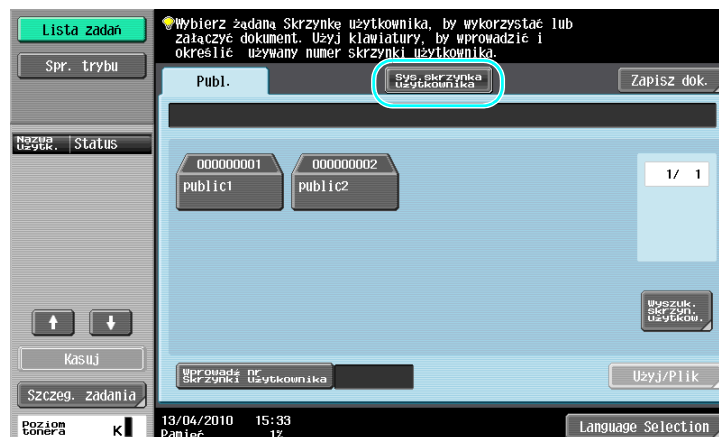 Lista zadań
Spr. trybu
Nazwa użytk.
Status
Kasuj
Szczeg. zadania
Poziom tonera
K
Wybierz żądaną Skrzynkę użytkownika, by wykorzystać lub
załączyć dokument. Użyj klawiatury, by wprowadzić i
określić używany numer skrzynki użytkownika.
Publ.
Sys.skrzynka
użytkownika
Zapisz dok.
000000001
public1
000000002
public2
1/ 1
Wyszuk.
skrzyn.
użytkow.
Wprowadź nr
Skrzynki Użytkownika
Użyj/Plik
13/04/2010 15:33
Pamięć 1%
Language Selection